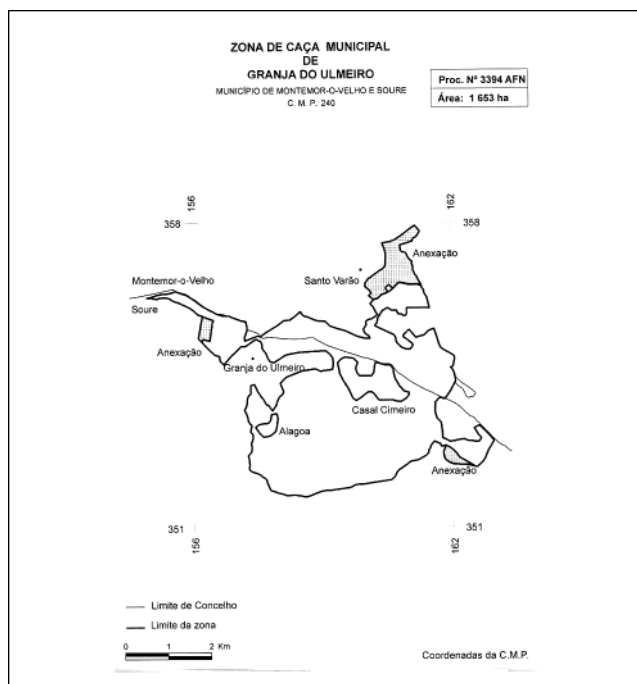 ZONA DE CAÇA MUNICIPAL
DE
GRANJA DO ULMEIRO
MUNICÍPIO DE MONTEMOR-O-VELHO E SOURE
C. M. P.: 240
Proc. Nº 3394 AFN
Área: 1 653 ha
156
162
358
358
Anexação
Santo Varão
Montemor-o-Velho
Soure
Anexação
Granja do Ulmeiro
Casal Cimeiro
Alagoa
Anexação
351
351
156
162
Limite de Concelho
Limite da zona
0 1 2 Km
Coordenadas da C.M.P.